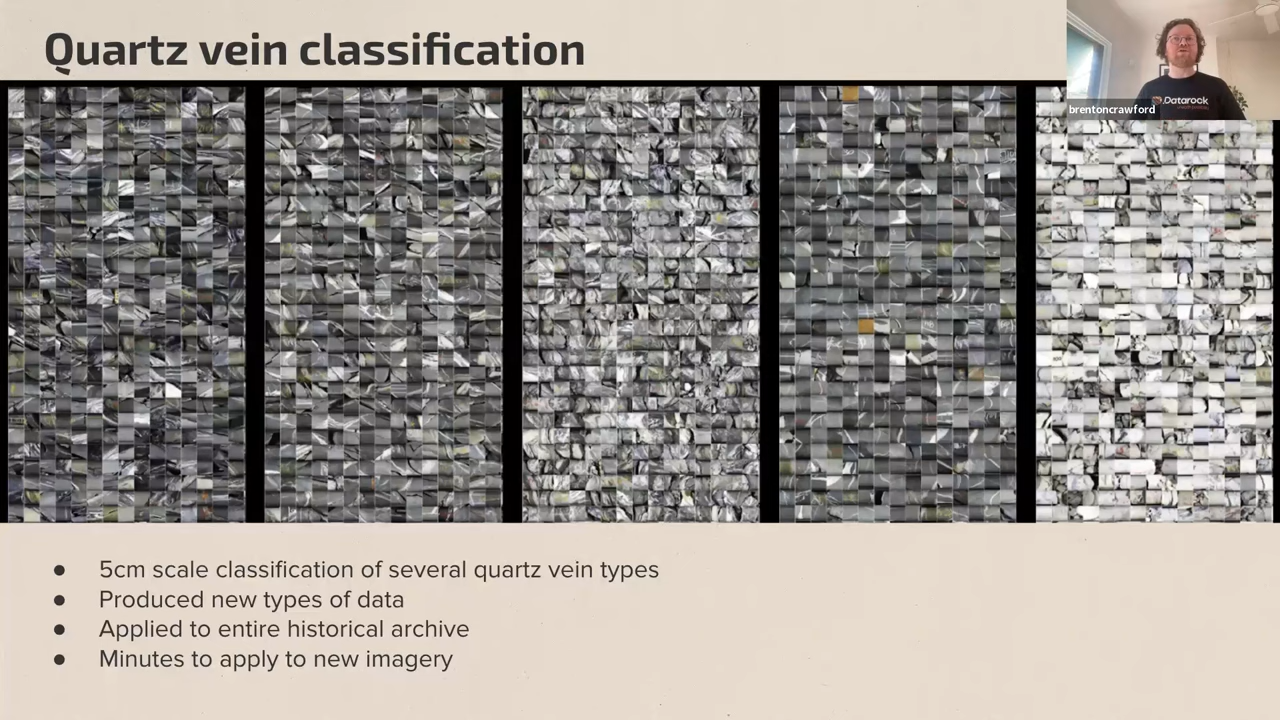 Quartz vein classification
brentoncrawford
Datarock
● 5cm scale classification of several quartz vein types
● Produced new types of data
● Applied to entire historical archive
● Minutes to apply to new imagery